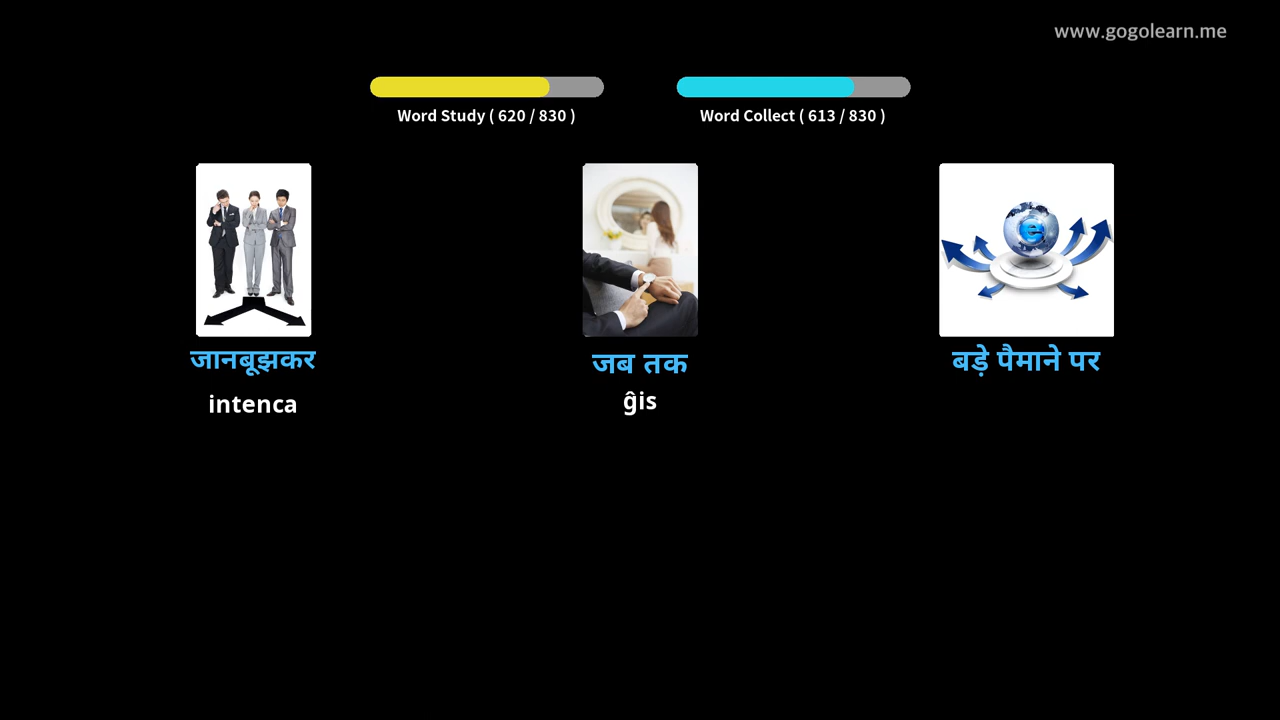 www.gogolearn.me
Word Study ( 620 / 830 )
Word Collect ( 613 / 830 )
जानबूझकर
intenca
जब तक
ĝis
बड़े पैमाने पर